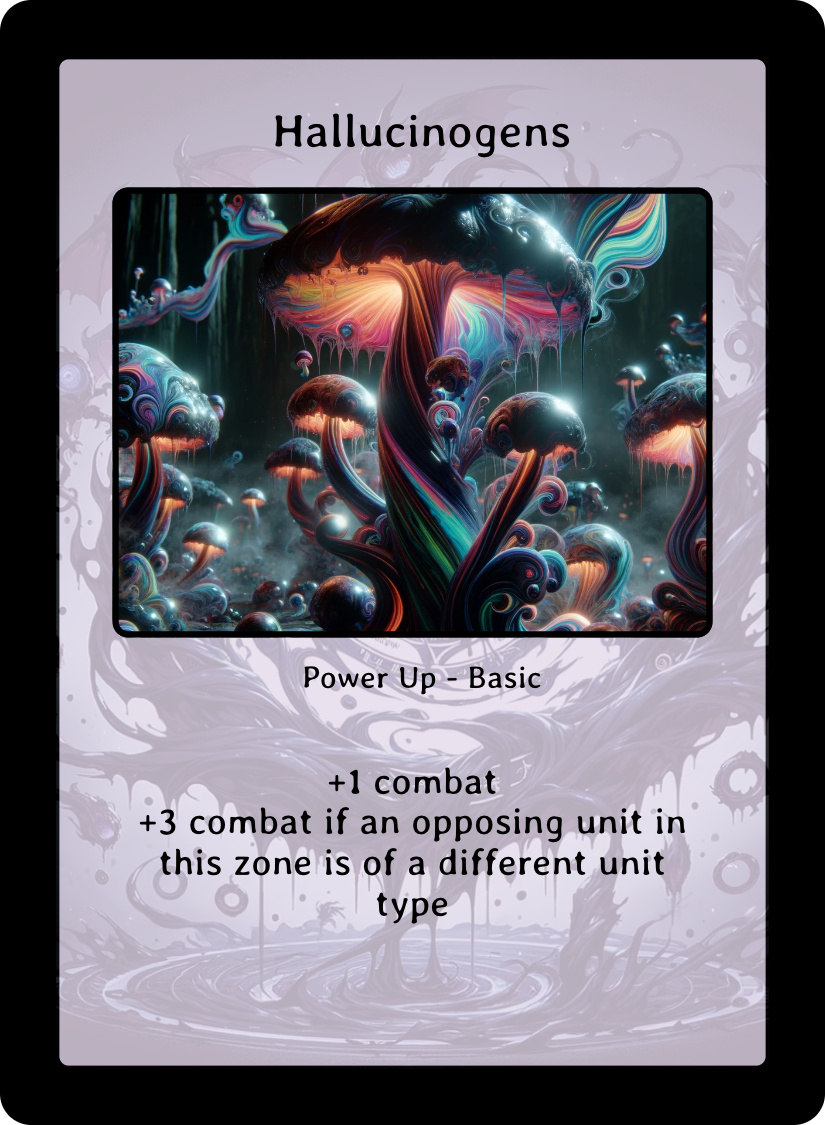 Hallucinogens
Power Up - Basic
+1 combat
+3 combat if an opposing unit in
this zone is of a different unit
type